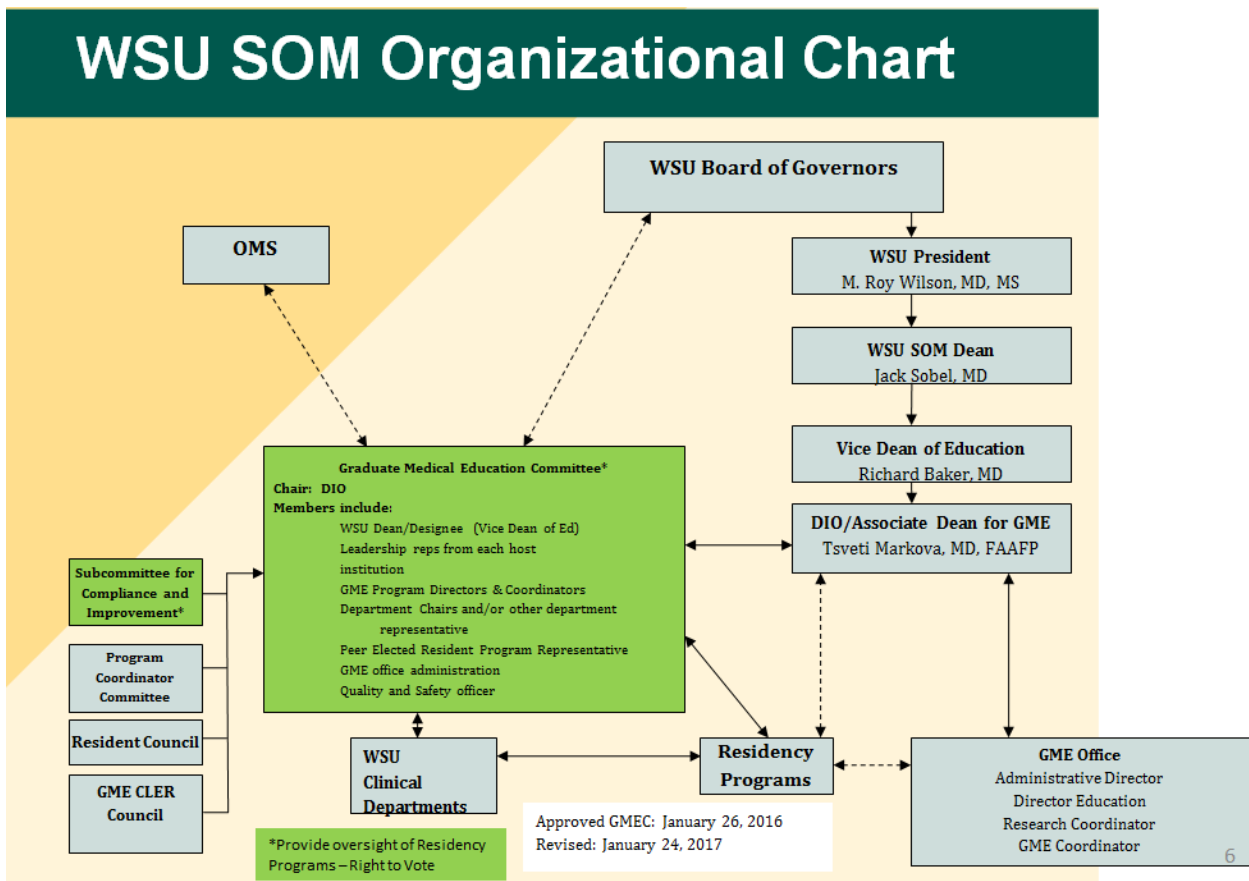 WSU SOM Organizational Chart
WSU Board of Governors
OMS
WSU President
M. Roy Wilson, MD, MS
WSU SOM Dean
Jack Sobel, MD
Vice Dean of Education
Richard Baker, MD
DIO/Associate Dean for GME
Tsveti Markova, MD, FAAFP
Graduate Medical Education Committee*
Chair: DIO
Members include:
WSU Dean/Designee (Vice Dean of Ed)
Leadership reps from each host
institution
GME Program Directors & Coordinators
Department Chairs and/or other department
representative
Peer Elected Resident Program Representative
GME office administration
Quality and Safety officer
Subcommittee for
Compliance and
Improvement*
Program
Coordinator
Committee
Resident Council
GME CLER
Council
WSU
Clinical
Departments
Residency
Programs
GME Office
Administrative Director
Director Education
Research Coordinator
GME Coordinator
*Provide oversight of Residency
Programs – Right to Vote
Approved GMEC: January 26, 2016
Revised: January 24, 2017
6